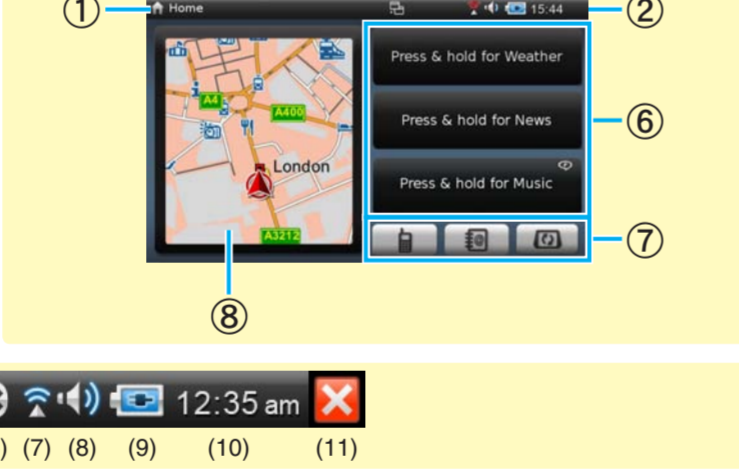 ① Home 15:44 ②
Press & hold for Weather
A4
A400
Press & hold for News ⑥
London
Press & hold for Music
A3212
⑦
⑧
12:35 am
) (7) (8) (9) (10) (11)